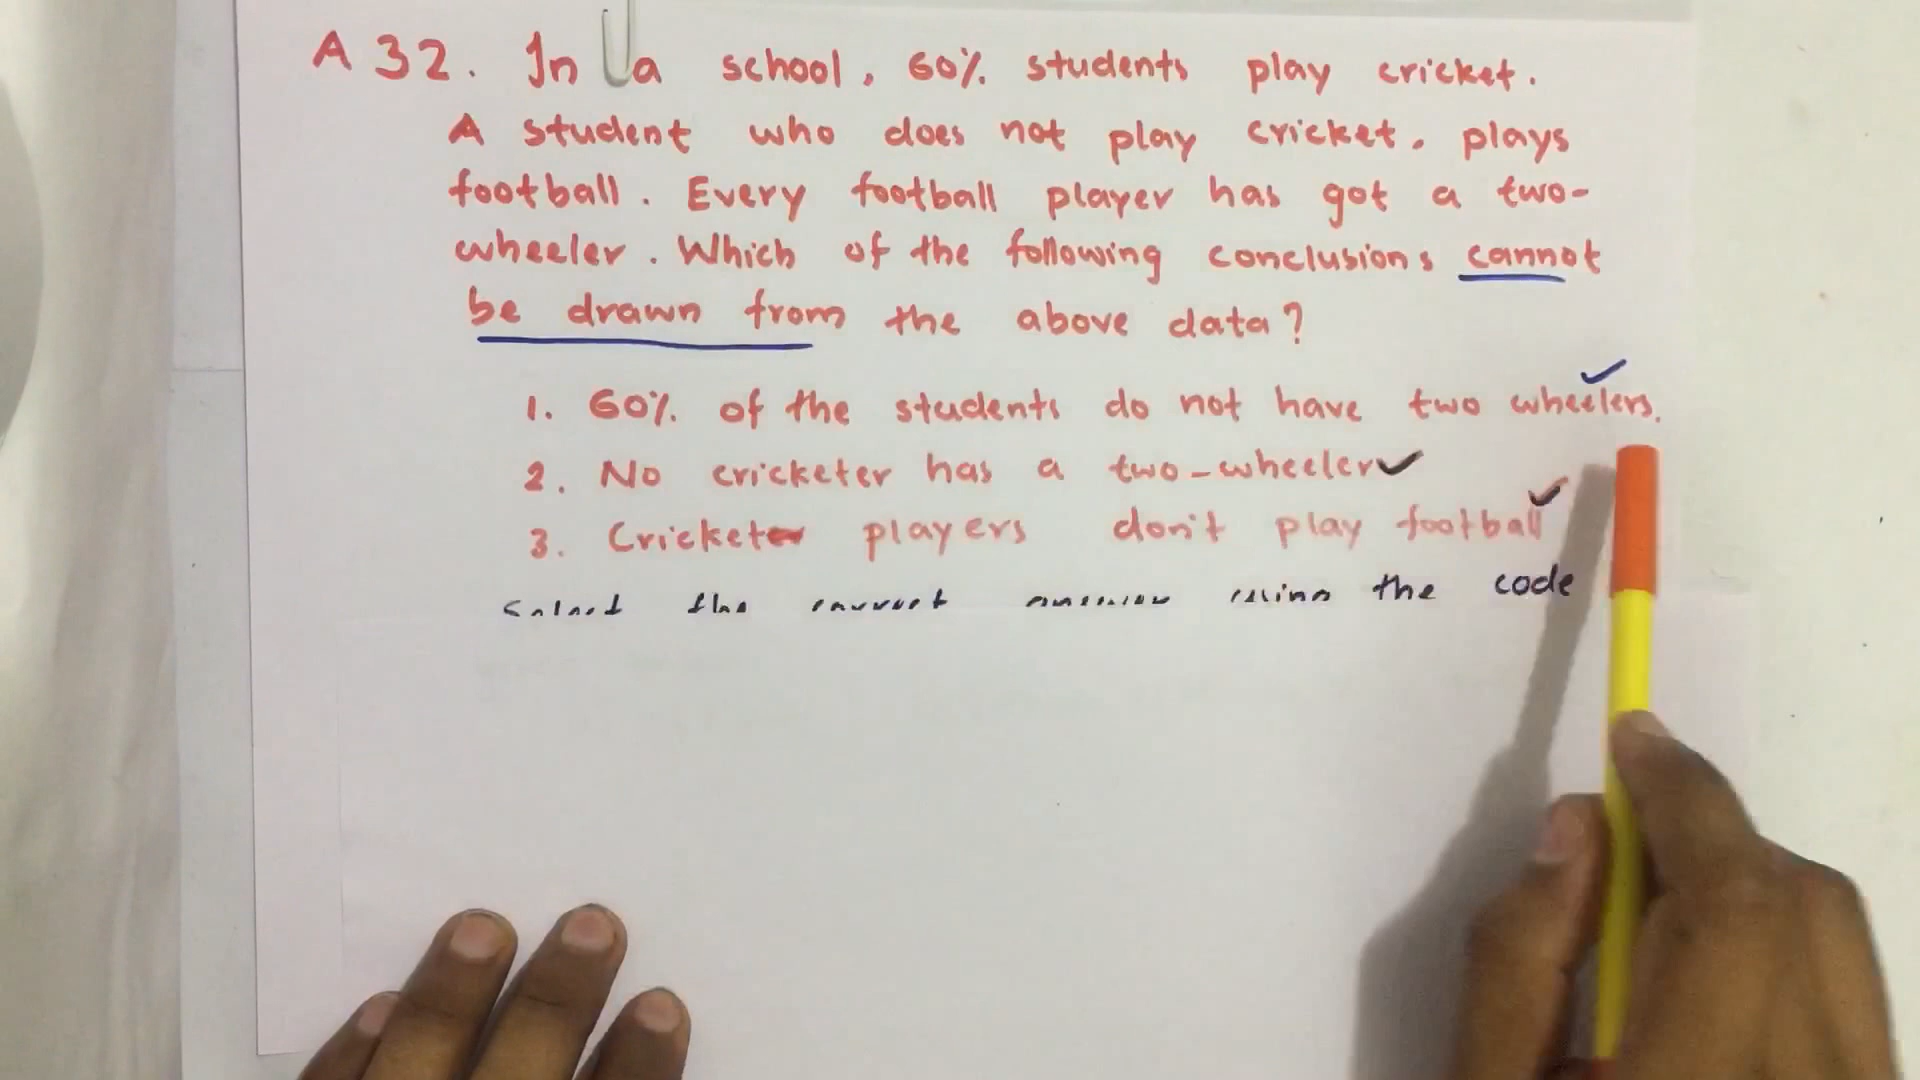 A 32. In a school, 60% students play cricket.
A student who does not play cricket, plays
football. Every football player has got a two-
wheeler. Which of the following conclusions cannot
be drawn from the above data?
1. 60% of the students do not have two wheelers.
2. No cricketer has a two-wheeler
3. Cricket players don't play football
the code